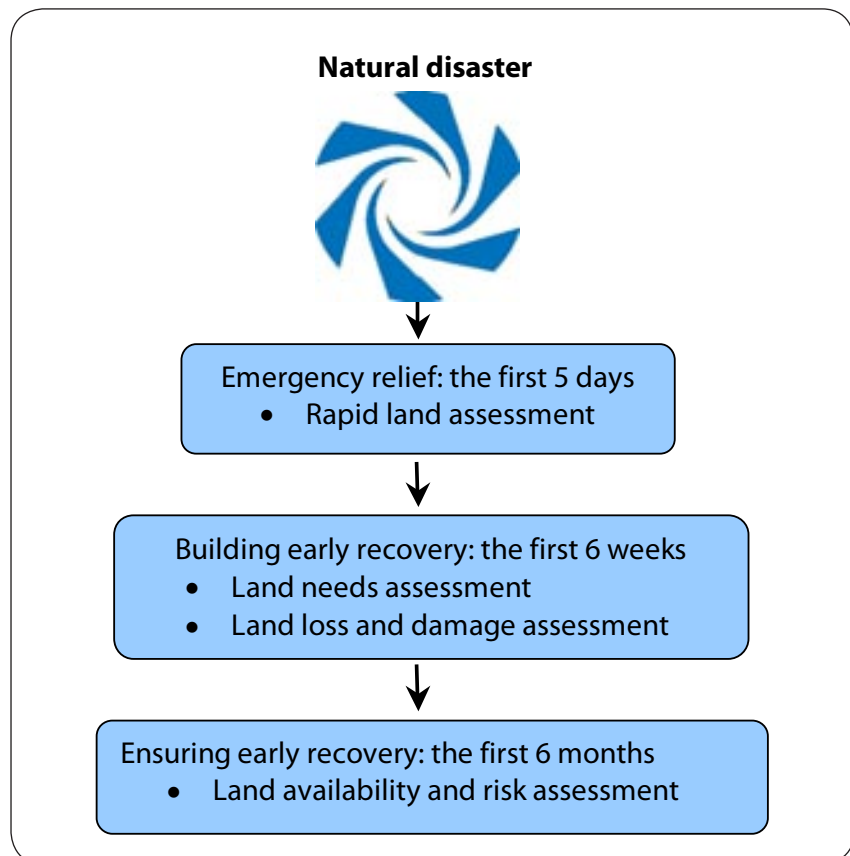 Natural disaster
Emergency relief: the first 5 days
• Rapid land assessment
Building early recovery: the first 6 weeks
• Land needs assessment
• Land loss and damage assessment
Ensuring early recovery: the first 6 months
• Land availability and risk assessment